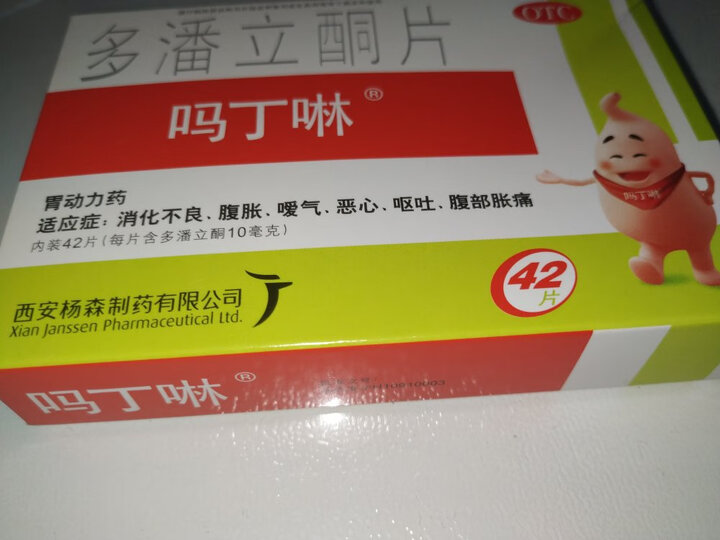 OTC
多潘立酮片
吗丁啉®
胃动力药
适应症：消化不良、腹胀、嗳气、恶心、呕吐、腹部胀痛
内装42片（每片含多潘立酮10毫克）
吗丁啉
42片
西安杨森制药有限公司
Xian Janssen Pharmaceutical Ltd.
吗丁啉®